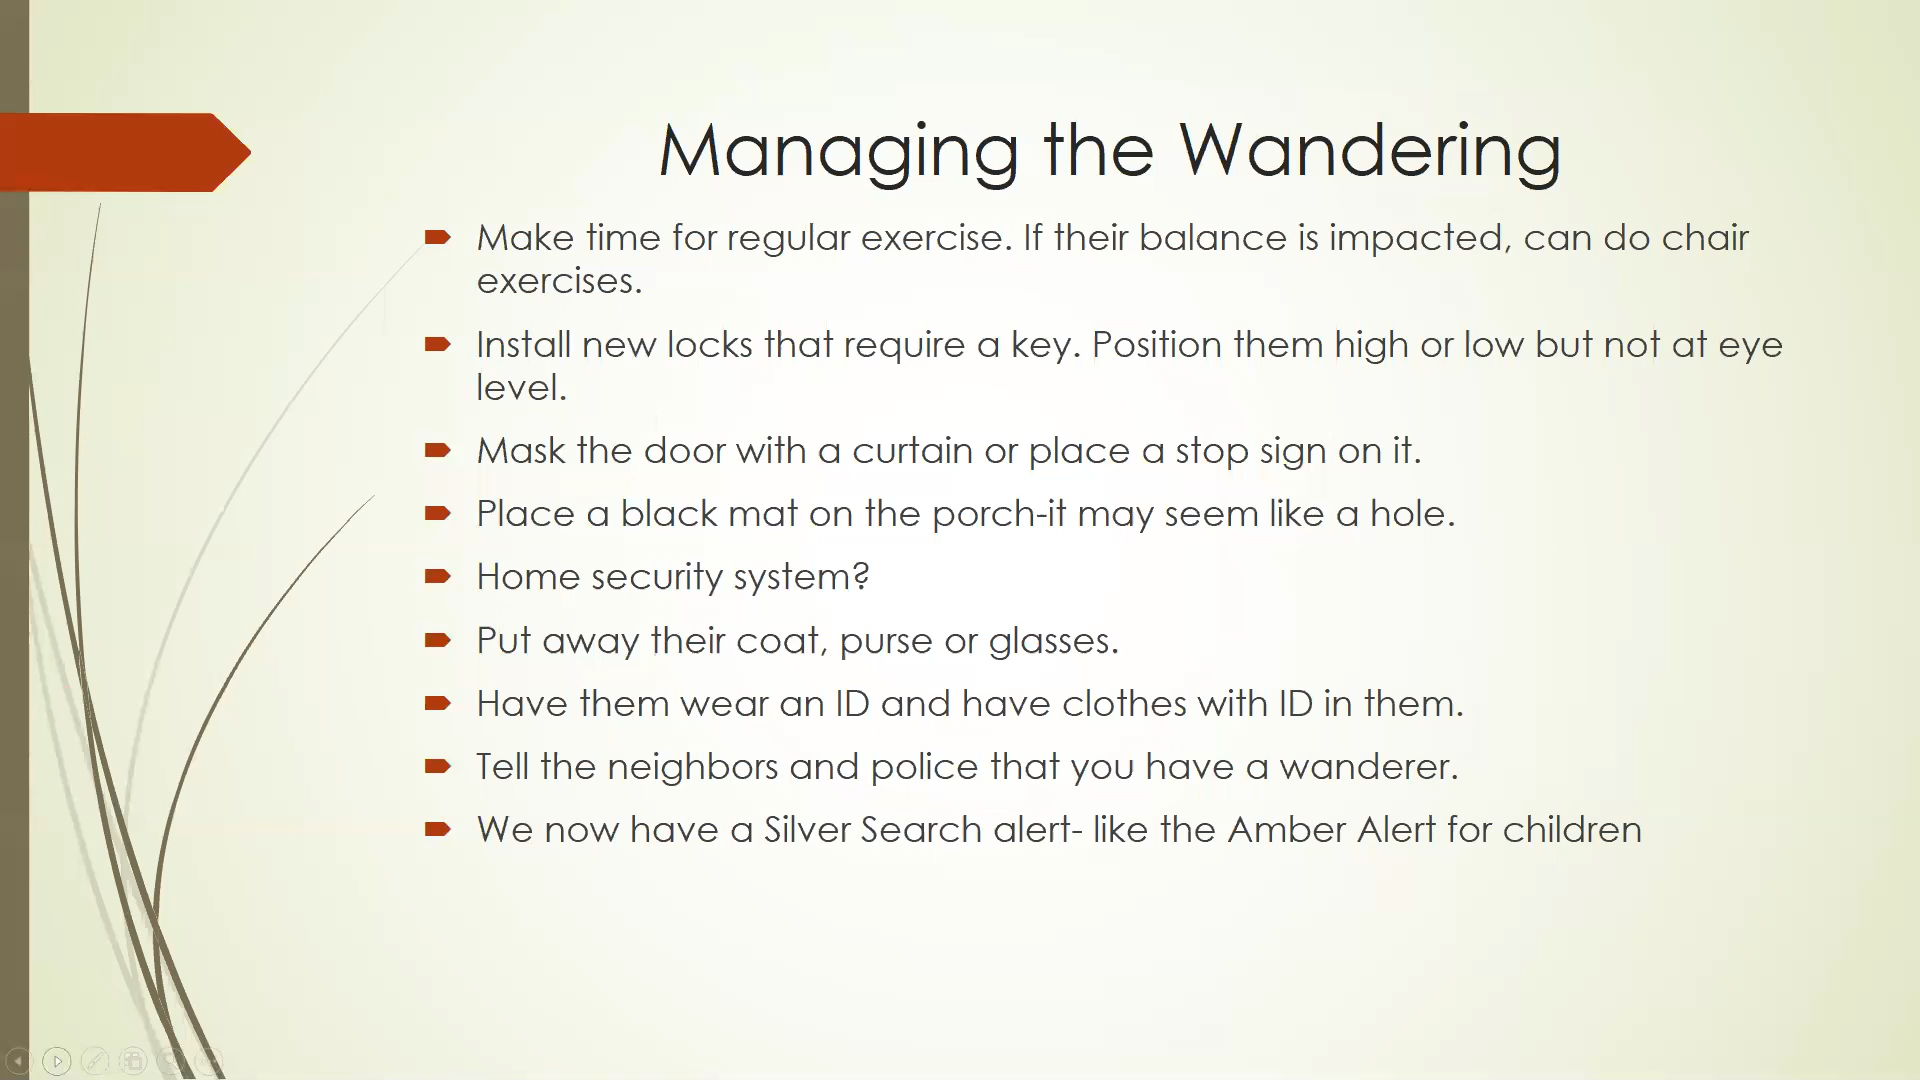 Managing the Wandering
Make time for regular exercise. If their balance is impacted, can do chair
exercises.
Install new locks that require a key. Position them high or low but not at eye
level.
Mask the door with a curtain or place a stop sign on it.
Place a black mat on the porch-it may seem like a hole.
Home security system?
Put away their coat, purse or glasses.
Have them wear an ID and have clothes with ID in them.
Tell the neighbors and police that you have a wanderer.
We now have a Silver Search alert- like the Amber Alert for children